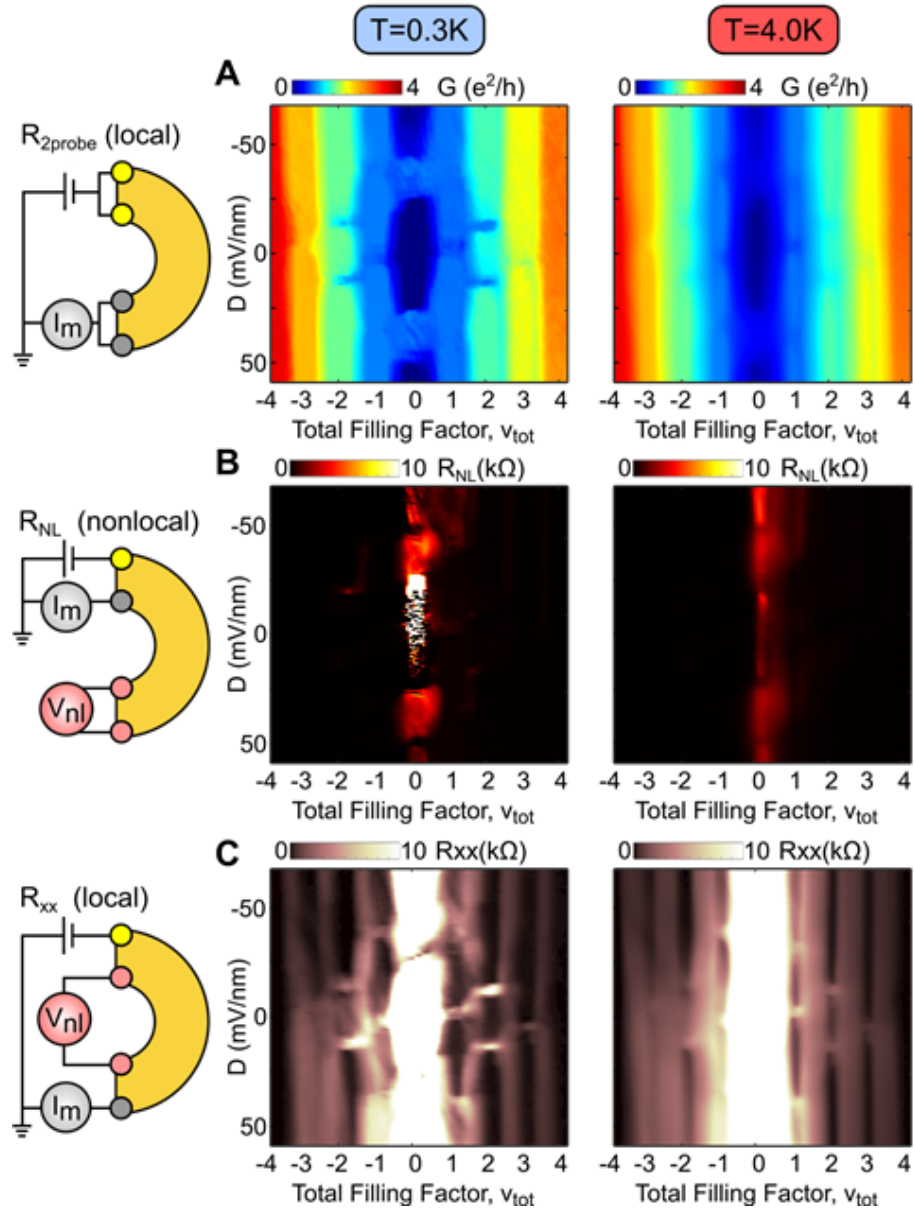 T=0.3K T=4.0K
A
0 4 G (e²/h) 0 4 G (e²/h)
R2probe (local)
Im
D (mV/nm)
-50
0
50
-4 -3 -2 -1 0 1 2 3 4 -4 -3 -2 -1 0 1 2 3 4
Total Filling Factor, νtot Total Filling Factor, νtot
B
0 10 RNL(kΩ) 0 10 RNL(kΩ)
RNL (nonlocal)
Im
Vnl
D (mV/nm)
-50
0
50
-4 -3 -2 -1 0 1 2 3 4 -4 -3 -2 -1 0 1 2 3 4
Total Filling Factor, νtot Total Filling Factor, νtot
C
0 10 Rxx(kΩ) 0 10 Rxx(kΩ)
Rxx (local)
Vnl
Im
D (mV/nm)
-50
0
50
-4 -3 -2 -1 0 1 2 3 4 -4 -3 -2 -1 0 1 2 3 4
Total Filling Factor, νtot Total Filling Factor, νtot